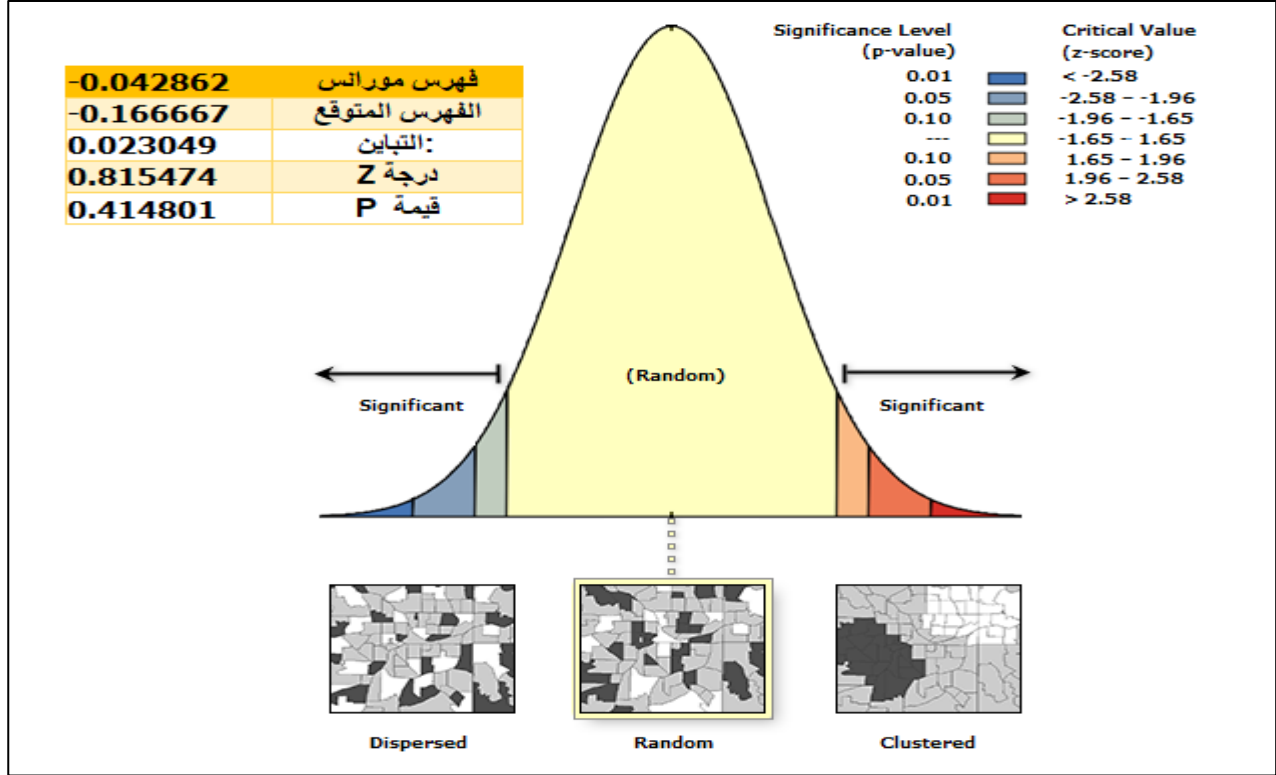 -0.042862 فهرس مورانس
-0.166667 الفهرس المتوقع
0.023049 التباين:
0.815474 درجة Z
0.414801 قيمة P
Significance Level Critical Value
(p-value) (z-score)
0.01 < -2.58
0.05 -2.58 – -1.96
0.10 -1.96 – -1.65
--- -1.65 – 1.65
0.10 1.65 – 1.96
0.05 1.96 – 2.58
0.01 > 2.58
(Random)
Significant Significant
Dispersed Random Clustered